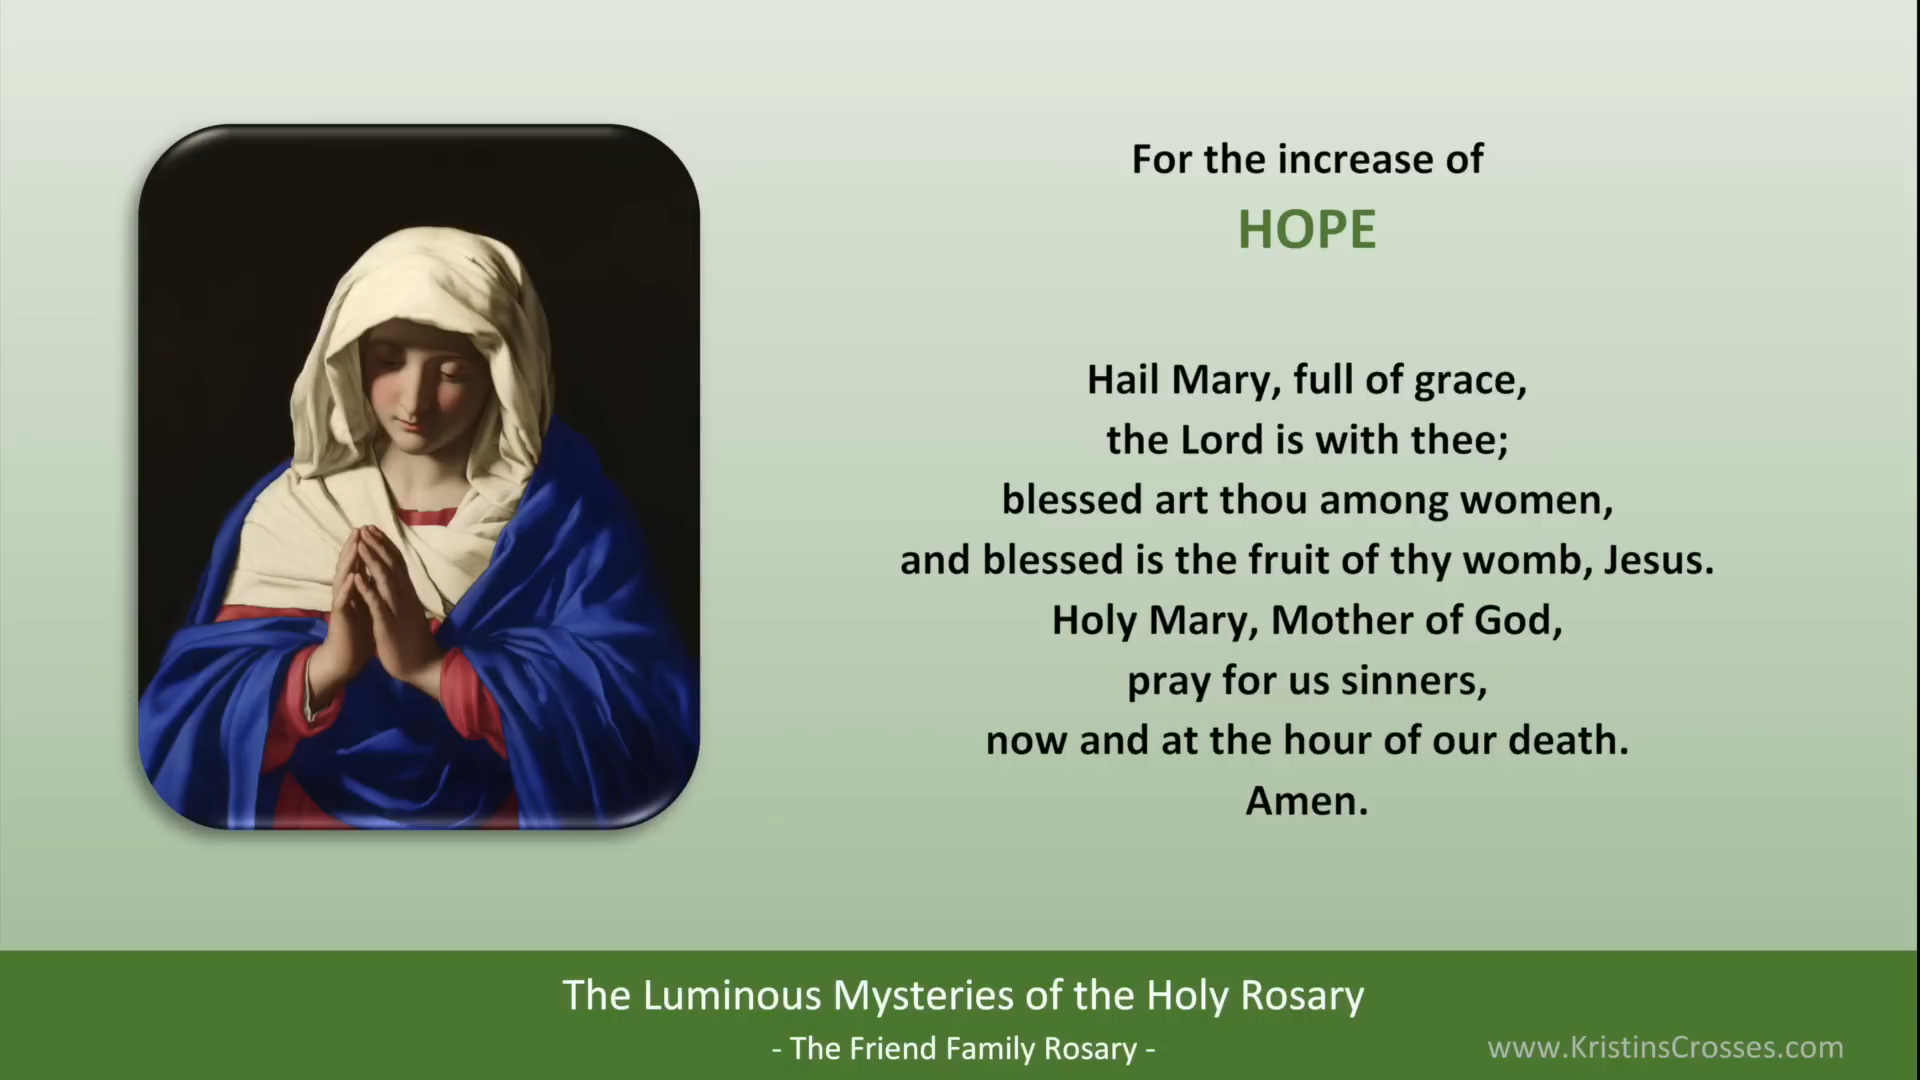 For the increase of
HOPE
Hail Mary, full of grace,
the Lord is with thee;
blessed art thou among women,
and blessed is the fruit of thy womb, Jesus.
Holy Mary, Mother of God,
pray for us sinners,
now and at the hour of our death.
Amen.
The Luminous Mysteries of the Holy Rosary
- The Friend Family Rosary -
www.KristinsCrosses.com